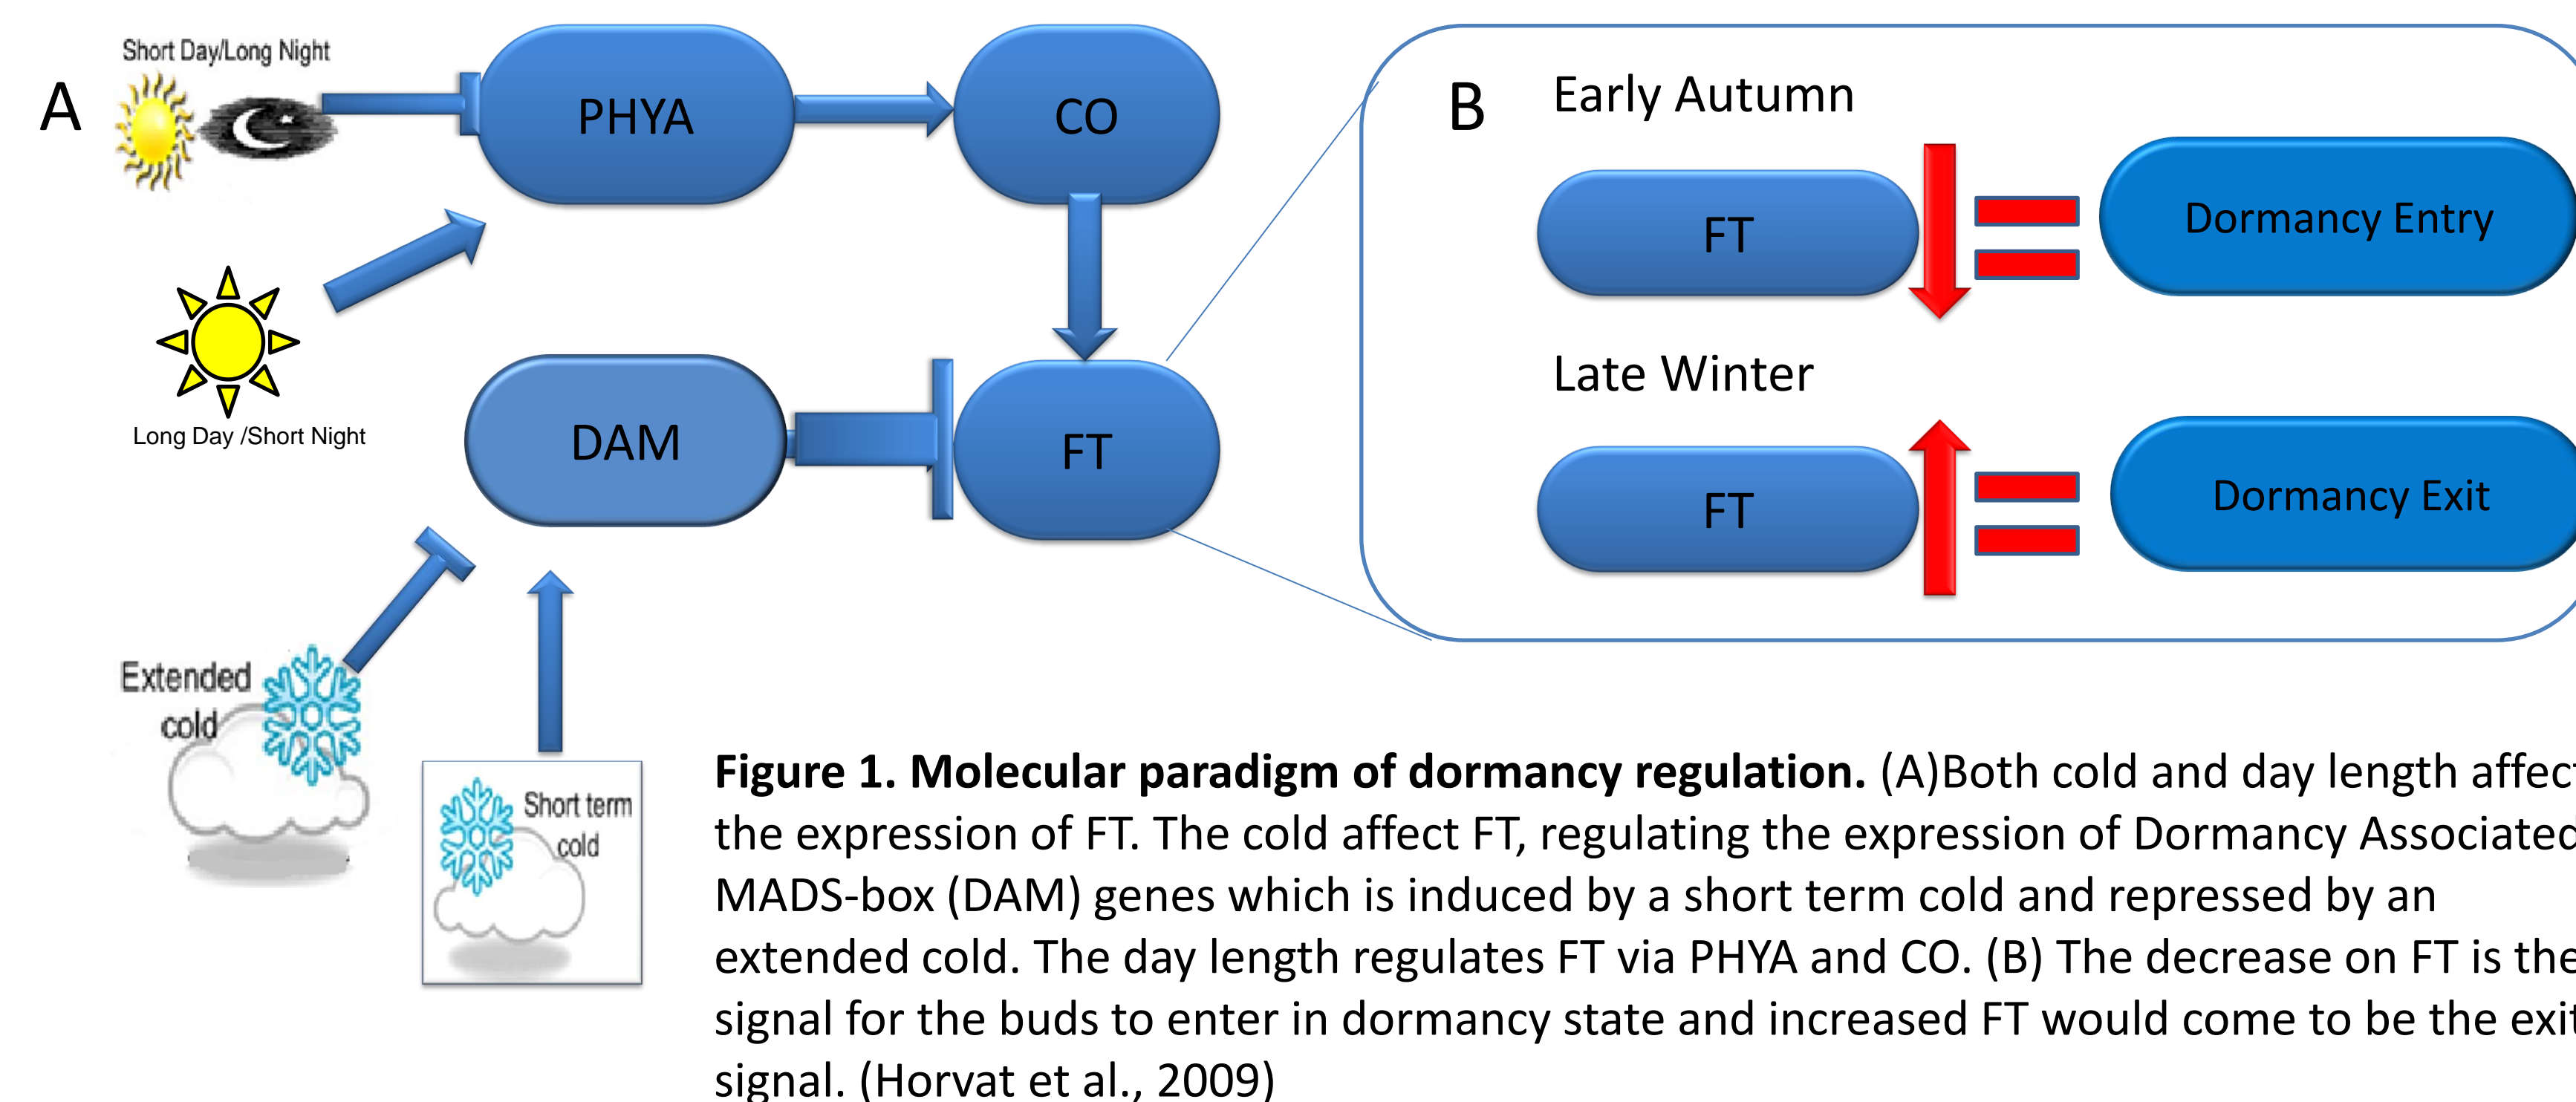 A
Short Day/Long Night
PHYA
CO
Long Day /Short Night
DAM
FT
Extended
cold
Short term
cold
B
Early Autumn
FT
Dormancy Entry
Late Winter
FT
Dormancy Exit
Figure 1. Molecular paradigm of dormancy regulation. (A)Both cold and day length affect
the expression of FT. The cold affect FT, regulating the expression of Dormancy Associated
MADS-box (DAM) genes which is induced by a short term cold and repressed by an
extended cold. The day length regulates FT via PHYA and CO. (B) The decrease on FT is the
signal for the buds to enter in dormancy state and increased FT would come to be the exit
signal. (Horvat et al., 2009)